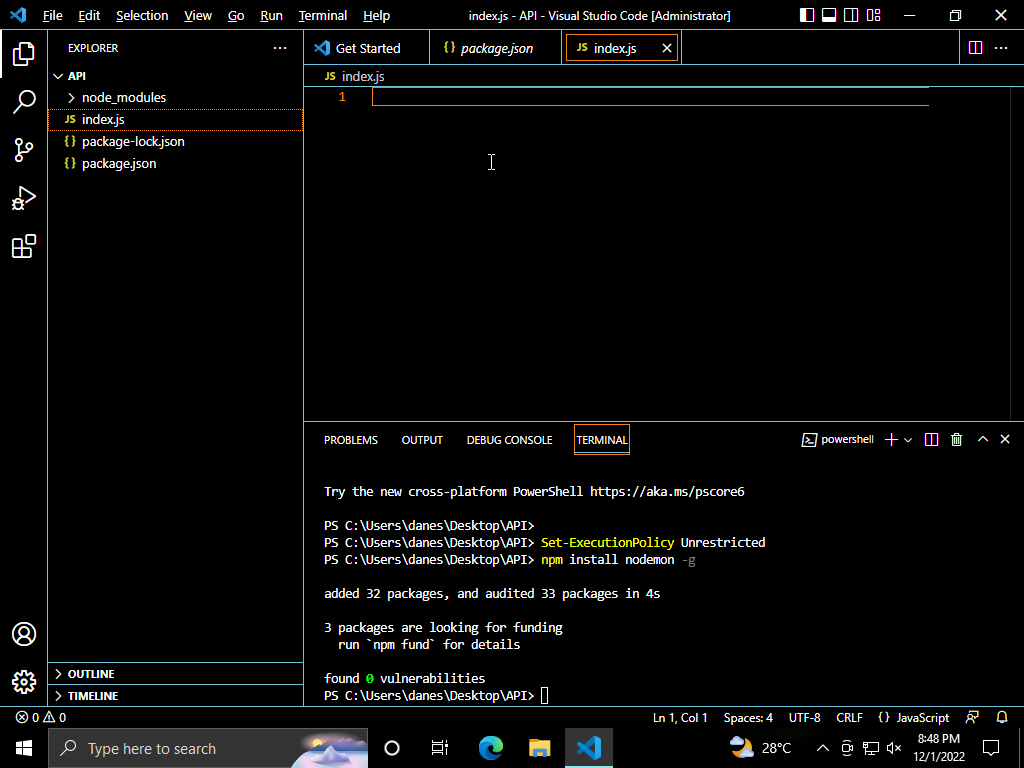 File Edit Selection View Go Run Terminal Help index.js - API - Visual Studio Code [Administrator]
EXPLORER
Get Started
{} package.json
JS index.js
API
JS index.js
node_modules
1
JS index.js
{} package-lock.json
{} package.json
PROBLEMS OUTPUT DEBUG CONSOLE TERMINAL powershell
Try the new cross-platform PowerShell https://aka.ms/pscore6
PS C:\Users\danes\Desktop\API>
PS C:\Users\danes\Desktop\API> Set-ExecutionPolicy Unrestricted
PS C:\Users\danes\Desktop\API> npm install nodemon -g
added 32 packages, and audited 33 packages in 4s
3 packages are looking for funding
run `npm fund` for details
found 0 vulnerabilities
PS C:\Users\danes\Desktop\API>
OUTLINE
TIMELINE
0 0 Ln 1, Col 1 Spaces: 4 UTF-8 CRLF {} JavaScript
Type here to search
28°C
8:48 PM
12/1/2022